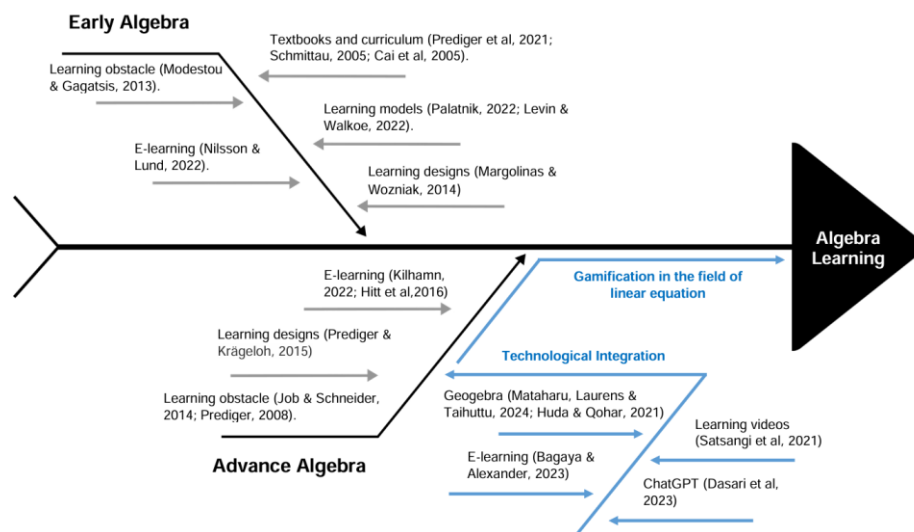 Early Algebra
Textbooks and curriculum (Prediger et al, 2021;
Schmittau, 2005; Cai et al, 2005).
Learning obstacle (Modestou
& Gagatsis, 2013).
Learning models (Palatnik, 2022; Levin &
Walkoe, 2022).
E-learning (Nilsson &
Lund, 2022).
Learning designs (Margolinas &
Wozniak, 2014)
Algebra
Learning
E-learning (Kilhamn,
2022; Hitt et al,2016)
Gamification in the field of
linear equation
Learning designs (Prediger &
Krägeloh, 2015)
Technological Integration
Learning obstacle (Job & Schneider,
2014; Prediger, 2008).
Geogebra (Mataharu, Laurens &
Taihuttu, 2024; Huda & Qohar, 2021)
Learning videos
(Satsangi et al, 2021)
Advance Algebra
E-learning (Bagaya &
Alexander, 2023)
ChatGPT (Dasari et al,
2023)